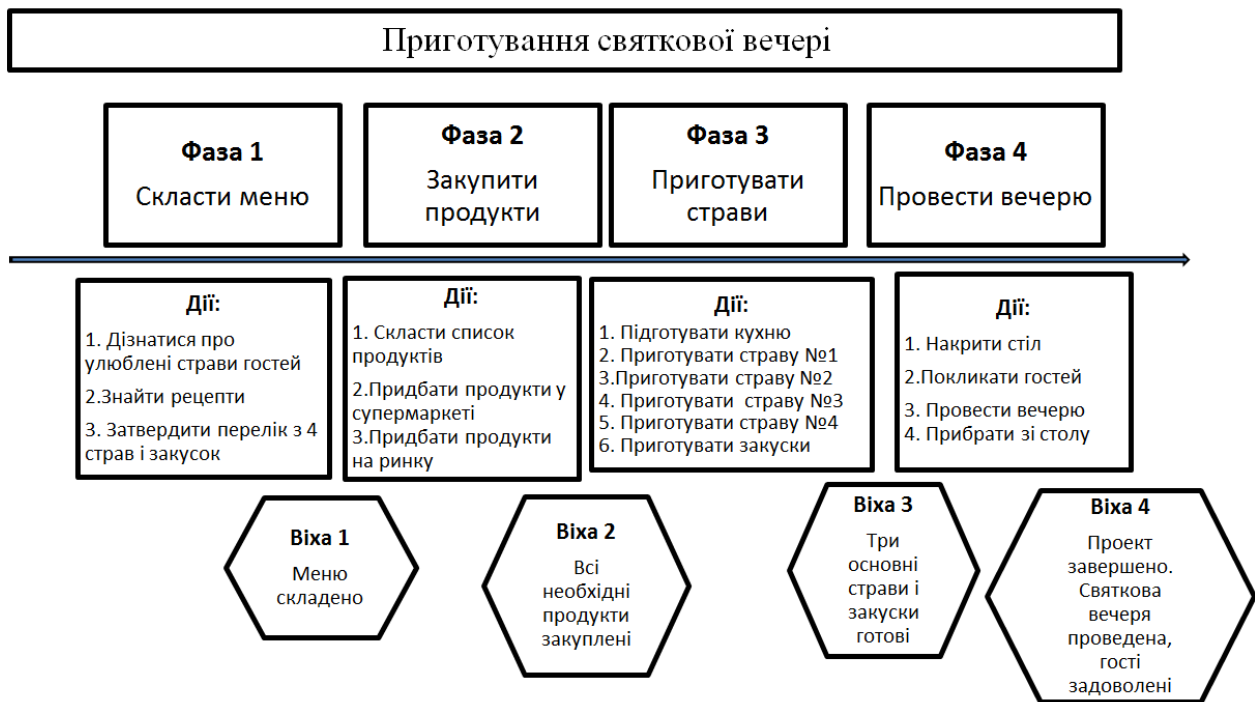 Приготування святкової вечері
Фаза 1
Скласти меню
Фаза 2
Закупити
продукти
Фаза 3
Приготувати
страви
Фаза 4
Провести вечерю
Дії:
1. Дізнатися про
улюблені страви гостей
2.Знайти рецепти
3. Затвердити перелік з 4
страв і закусок
Дії:
1. Скласти список
продуктів
2.Придбати продукти у
супермаркеті
3.Придбати продукти
на ринку
Дії:
1. Підготувати кухню
2. Приготувати страву №1
3.Приготувати страву №2
4. Приготувати страву №3
5. Приготувати страву №4
6. Приготувати закуски
Дії:
1. Накрити стіл
2.Покликати гостей
3. Провести вечерю
4. Прибрати зі столу
Віха 1
Меню
складено
Віха 2
Всі
необхідні
продукти
закуплені
Віха 3
Три
основні
страви і
закуски
готові
Віха 4
Проект
завершено.
Святкова
вечеря
проведена,
гості
задоволені